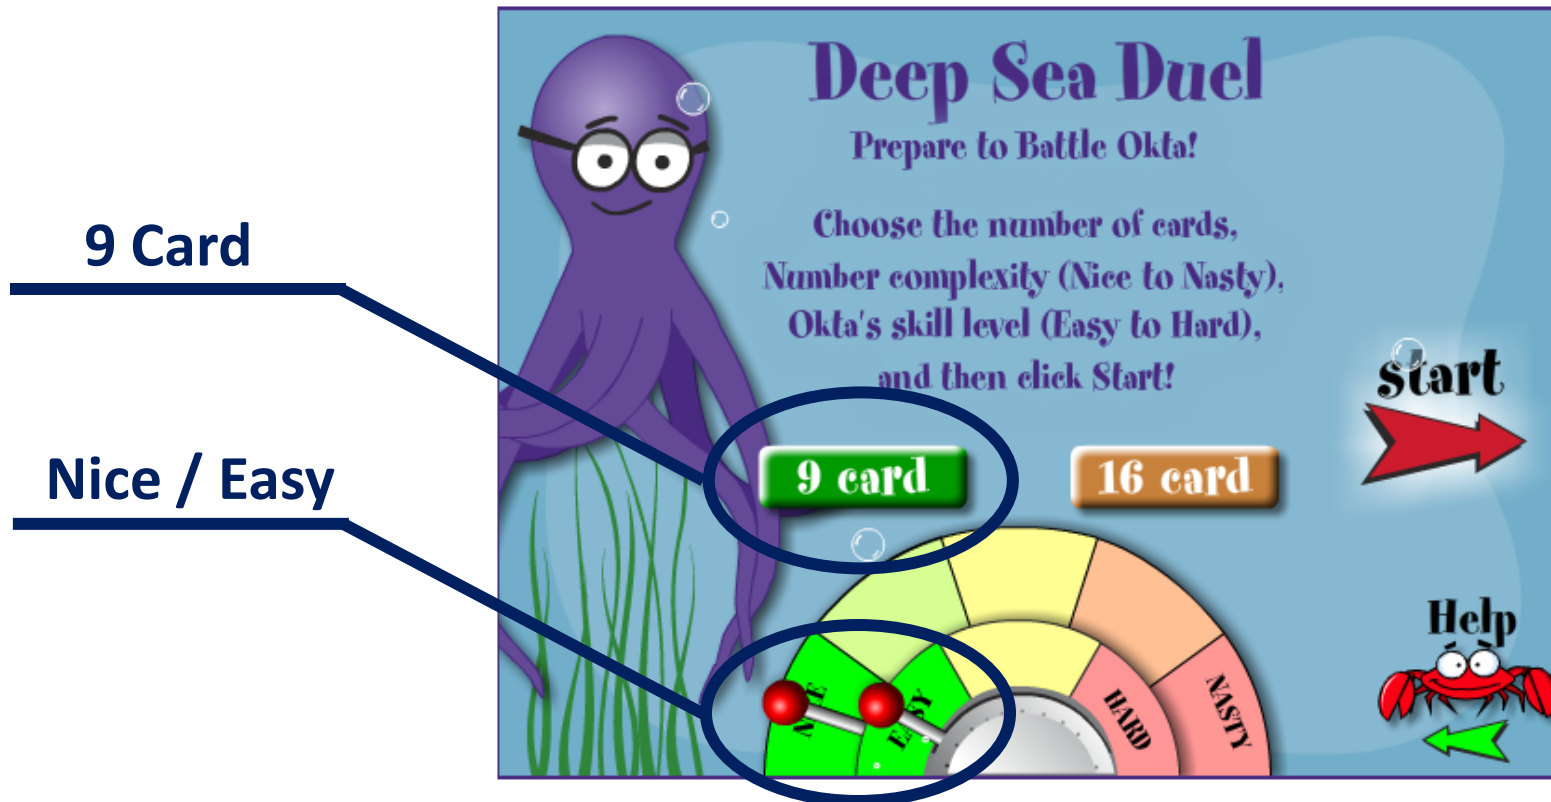 Deep Sea Duel
Prepare to Battle Okta!
9 Card
Choose the number of cards,
Number complexity (Nice to Nasty),
Okta's skill level (Easy to Hard),
and then click Start!
start
Nice / Easy
9 card
16 card
Help
NICE
EASY
HARD
NASTY